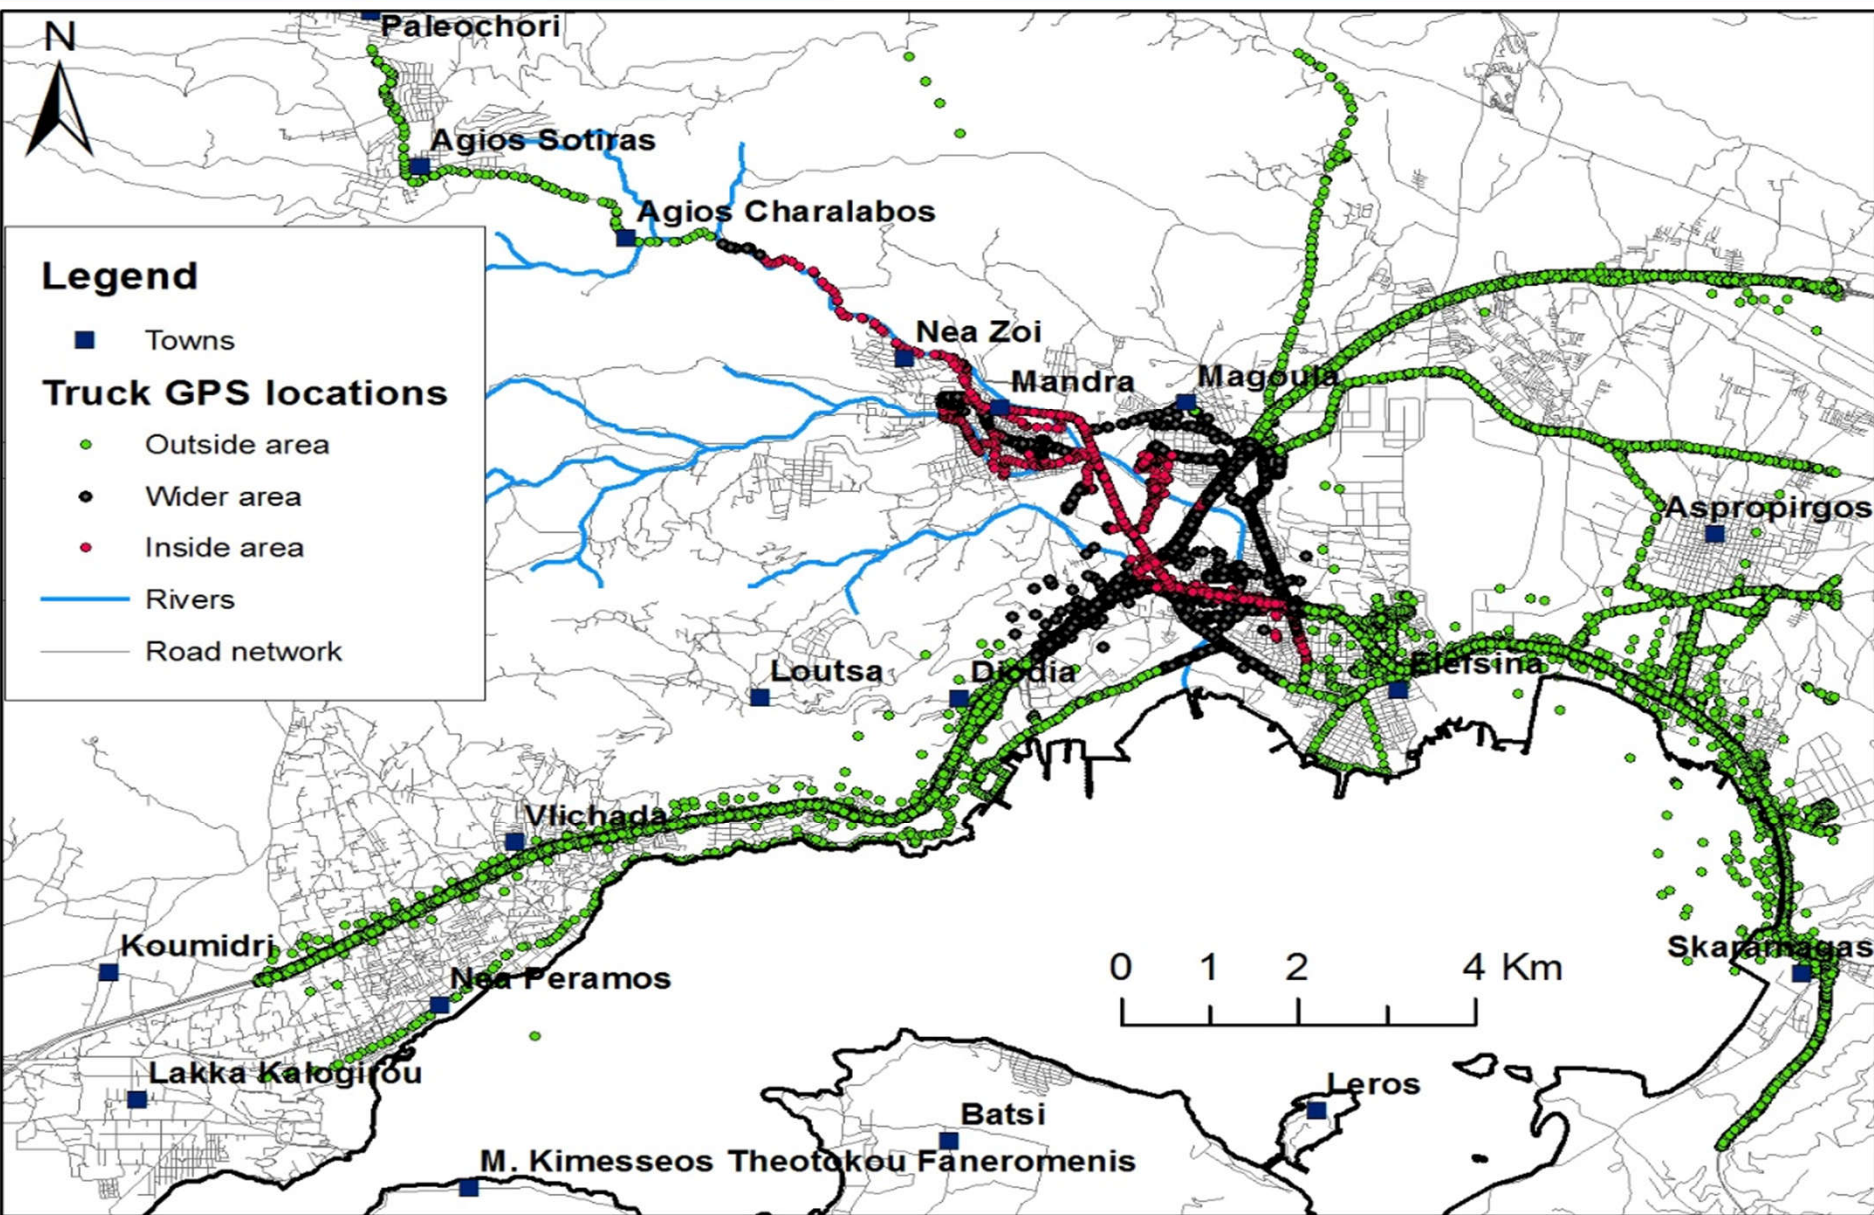 Paleochori
N
Agios Sotiras
Agios Charalabos
Legend
Towns
Truck GPS locations
Outside area
Wider area
Inside area
Rivers
Road network
Nea Zoi
Mandra
Magoula
Aspropirgos
Loutsa
Diodia
Elefsina
Vlichada
Koumidri
Nea Peramos
Skaramagas
0 1 2 4 Km
Lakka Kalogirou
Leros
Batsi
M. Kimesseos Theotokou Faneromenis